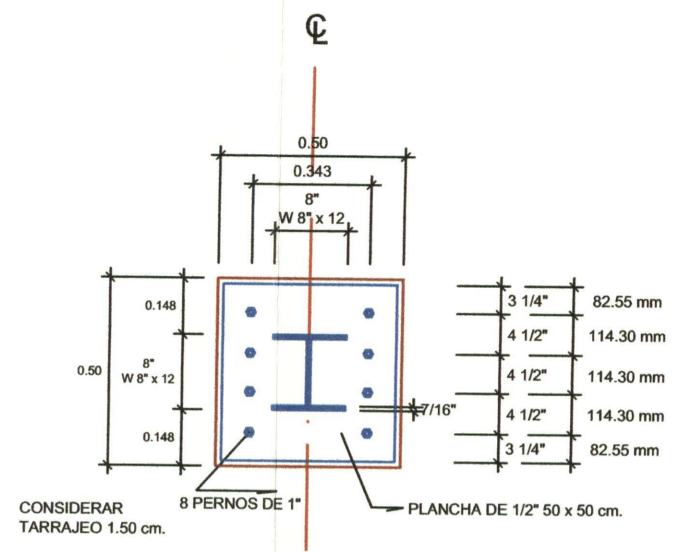 ℄
0.50
0.343
8"
W 8" x 12
0.148
0.50
8"
W 8" x 12
0.148
7/16"
3 1/4"
82.55 mm
4 1/2"
114.30 mm
4 1/2"
114.30 mm
4 1/2"
114.30 mm
3 1/4"
82.55 mm
CONSIDERAR
TARRAJEO 1.50 cm.
8 PERNOS DE 1"
PLANCHA DE 1/2" 50 x 50 cm.